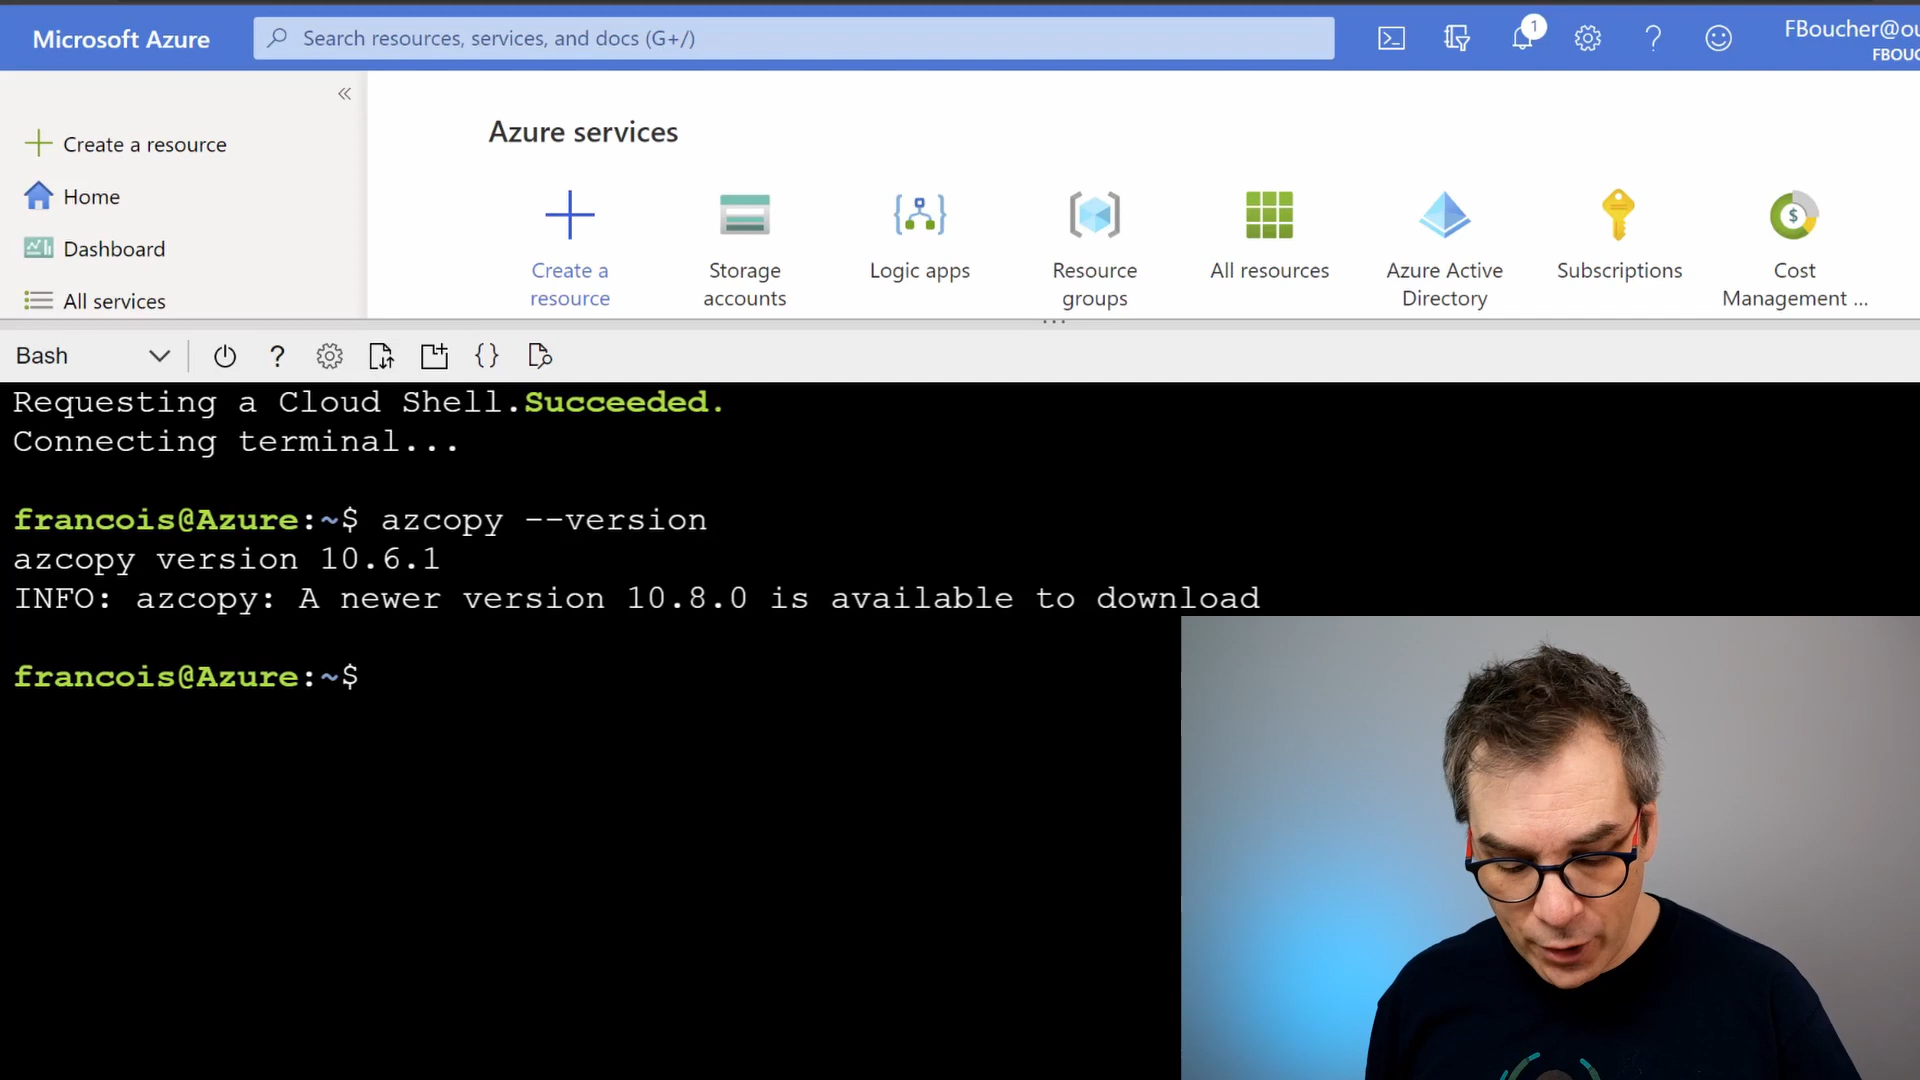 Microsoft Azure
Search resources, services, and docs (G+/)
1
FBoucher@ou
FBOUC
Create a resource
Home
Dashboard
All services
Azure services
Create a
resource
Storage
accounts
Logic apps
Resource
groups
All resources
Azure Active
Directory
Subscriptions
Cost
Management ...
Bash
Requesting a Cloud Shell.Succeeded.
Connecting terminal...
francois@Azure:~$ azcopy --version
azcopy version 10.6.1
INFO: azcopy: A newer version 10.8.0 is available to download
francois@Azure:~$